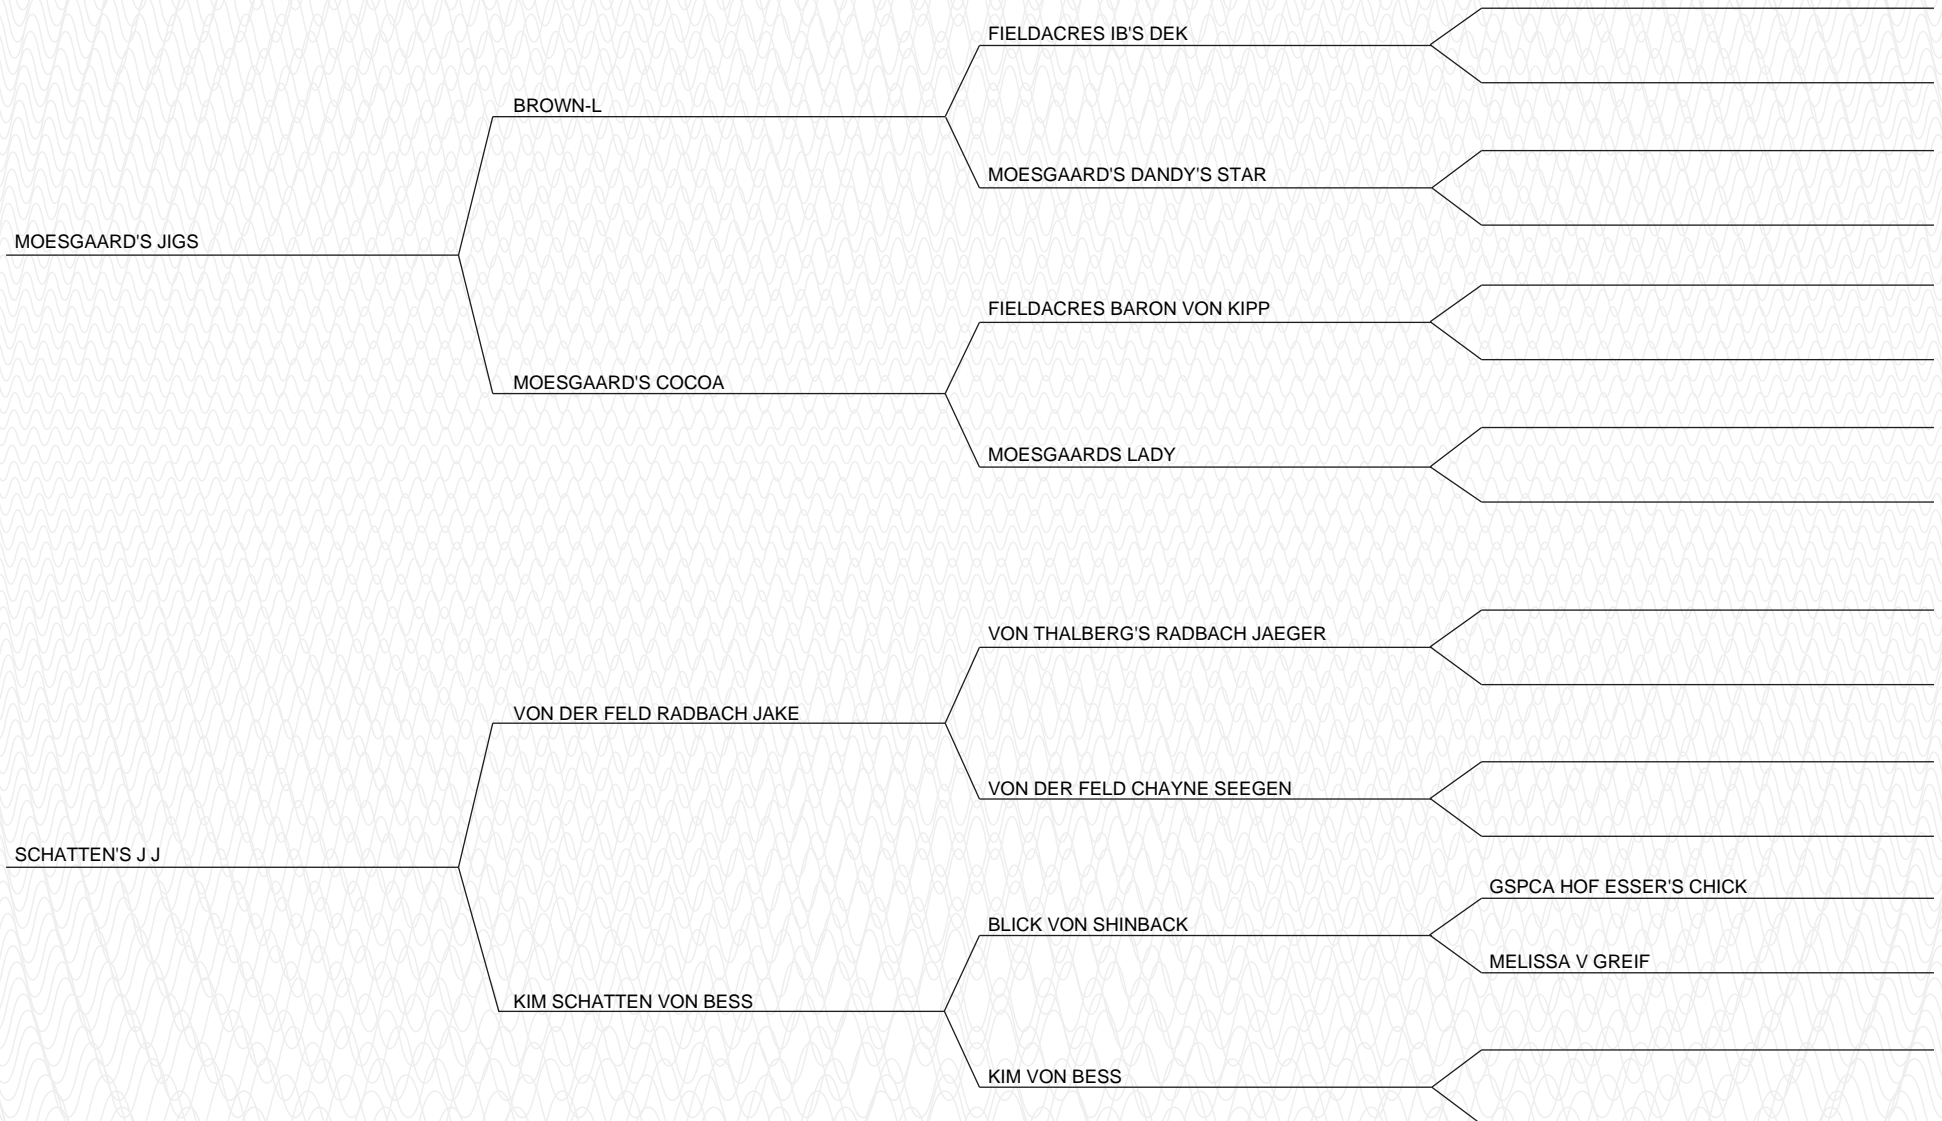 FIELDACRES IB'S DEK
BROWN-L
MOESGAARD'S DANDY'S STAR
MOESGAARD'S JIGS
FIELDACRES BARON VON KIPP
MOESGAARD'S COCOA
MOESGAARDS LADY
VON THALBERG'S RADBACH JAEGER
VON DER FELD RADBACH JAKE
VON DER FELD CHAYNE SEEGEN
SCHATTEN'S J J
GSPCA HOF ESSER'S CHICK
BLICK VON SHINBACK
MELISSA V GREIF
KIM SCHATTEN VON BESS
KIM VON BESS